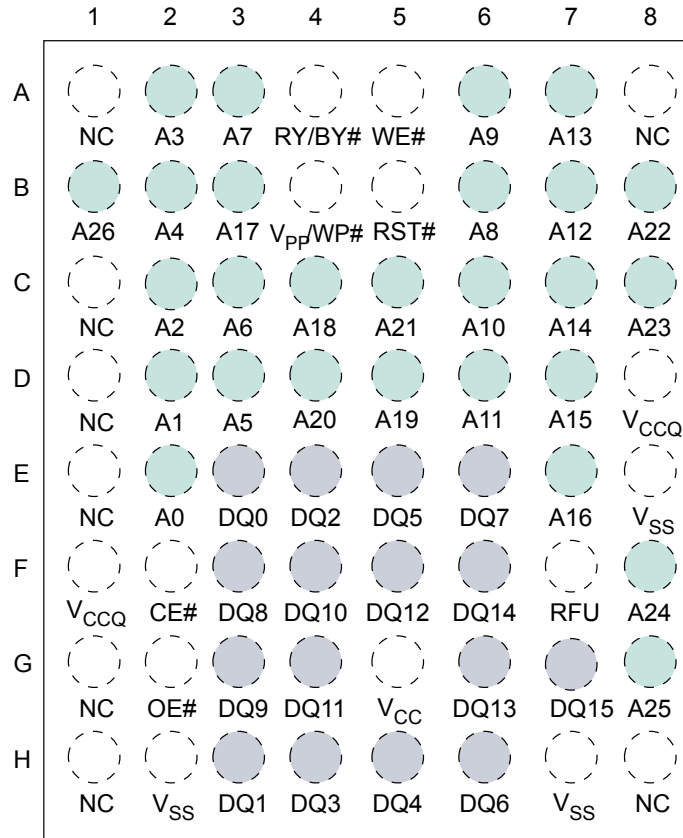 1 2 3 4 5 6 7 8
A
NC A3 A7 RY/BY# WE# A9 A13 NC
B
A26 A4 A17 VPP/WP# RST# A8 A12 A22
C
NC A2 A6 A18 A21 A10 A14 A23
D
NC A1 A5 A20 A19 A11 A15 VCCQ
E
NC A0 DQ0 DQ2 DQ5 DQ7 A16 VSS
F
VCCQ CE# DQ8 DQ10 DQ12 DQ14 RFU A24
G
NC OE# DQ9 DQ11 VCC DQ13 DQ15 A25
H
NC VSS DQ1 DQ3 DQ4 DQ6 VSS NC